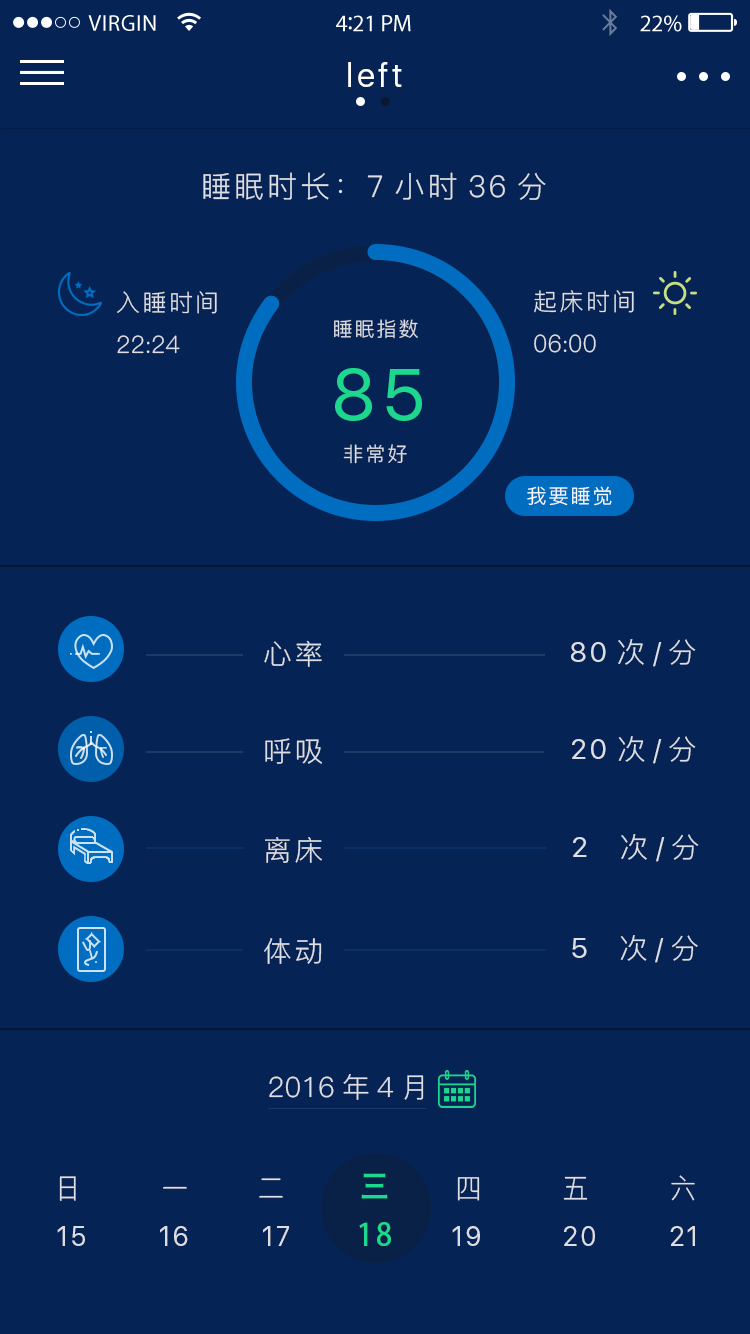 VIRGIN 4:21 PM 22%
left
睡眠时长：7 小时 36 分
入睡时间
22:24
睡眠指数
85
非常好
起床时间
06:00
我要睡觉
心率 80 次 / 分
呼吸 20 次 / 分
离床 2 次 / 分
体动 5 次 / 分
2016 年 4 月
日 一 二 三 四 五 六
15 16 17 18 19 20 21